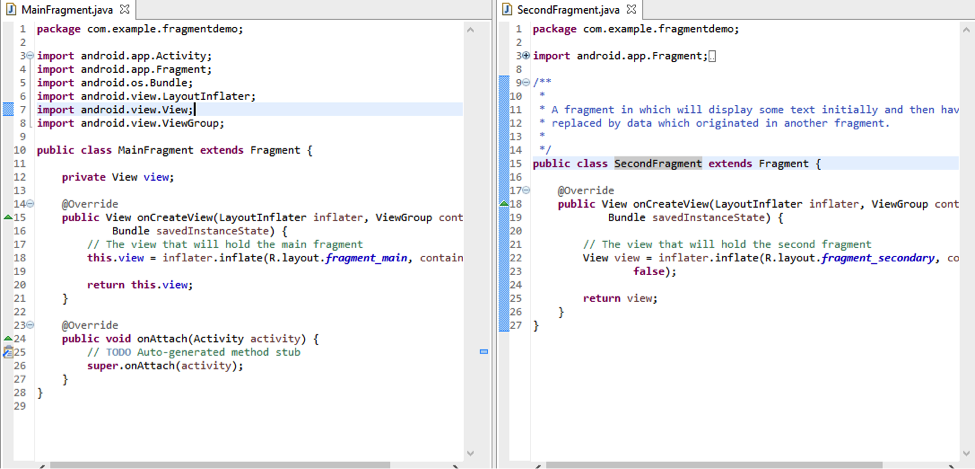 MainFragment.java
1 package com.example.fragmentdemo;
2
3 import android.app.Activity;
4 import android.app.Fragment;
5 import android.os.Bundle;
6 import android.view.LayoutInflater;
7 import android.view.View;
8 import android.view.ViewGroup;
9
10 public class MainFragment extends Fragment {
11
12 private View view;
13
14 @Override
15 public View onCreateView(LayoutInflater inflater, ViewGroup cont
16 Bundle savedInstanceState) {
17 // The view that will hold the main fragment
18 this.view = inflater.inflate(R.layout.fragment_main, contain
19
20 return this.view;
21 }
22
23 @Override
24 public void onAttach(Activity activity) {
25 // TODO Auto-generated method stub
26 super.onAttach(activity);
27 }
28 }
29
SecondFragment.java
1 package com.example.fragmentdemo;
2
3 import android.app.Fragment;
8
9 /**
10 *
11 * A fragment in which will display some text initially and then hav
12 * replaced by data which originated in another fragment.
13 *
14 */
15 public class SecondFragment extends Fragment {
16
17 @Override
18 public View onCreateView(LayoutInflater inflater, ViewGroup cont
19 Bundle savedInstanceState) {
20
21 // The view that will hold the second fragment
22 View view = inflater.inflate(R.layout.fragment_secondary, co
23 false);
24
25 return view;
26 }
27 }